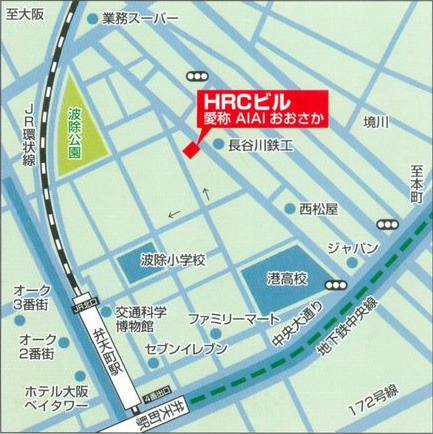 至大阪
業務スーパー
JR環状線
波除公園
HRCビル
愛称 AIAI おおさか
長谷川鉄工
境川
至本町
西松屋
ジャパン
波除小学校
港高校
中央大通り
地下鉄中央線
オーク
3番街
交通科学
博物館
ファミリーマート
オーク
2番街
弁天町駅
セブンイレブン
ホテル大阪
ベイタワー
4番出口
弁天町駅
172号線